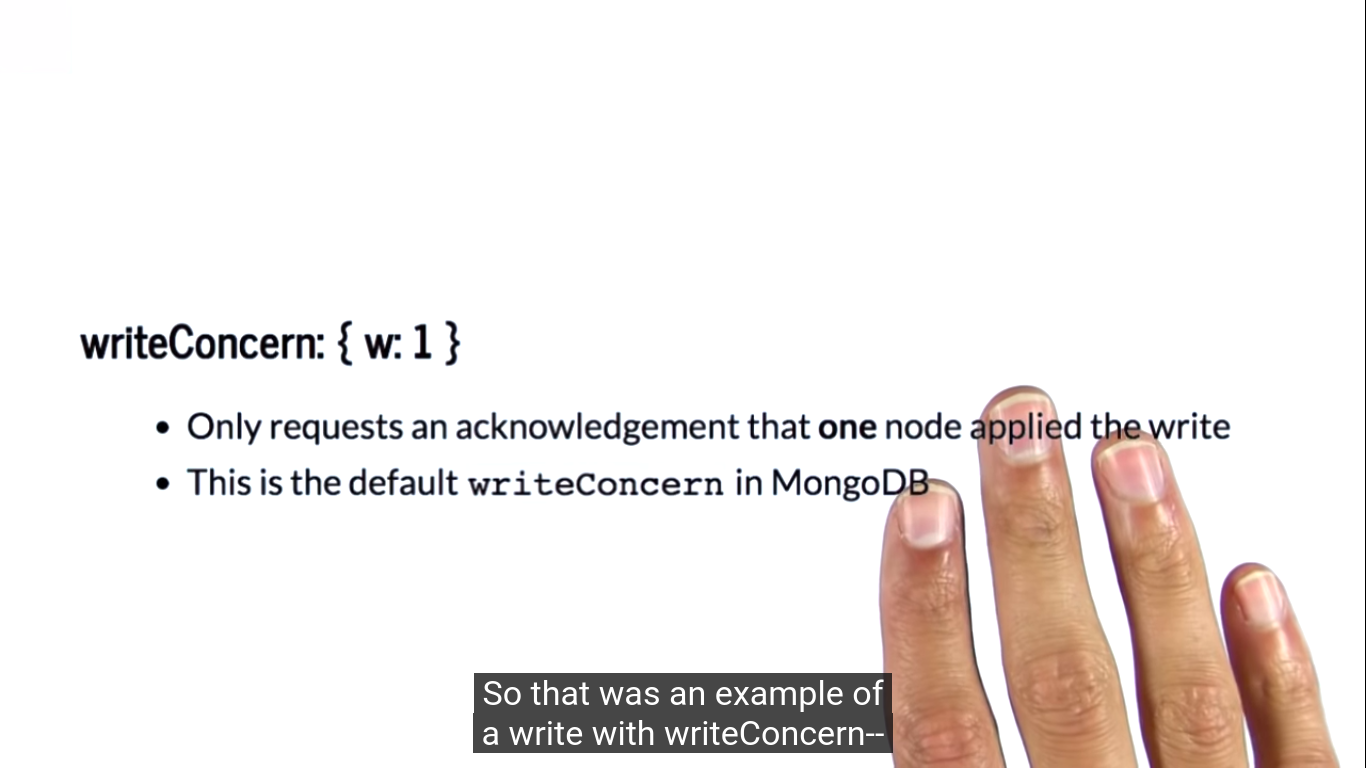 writeConcern: { w: 1 }
• Only requests an acknowledgement that one node applied the write
• This is the default writeConcern in MongoDB
So that was an example of
a write with writeConcern--